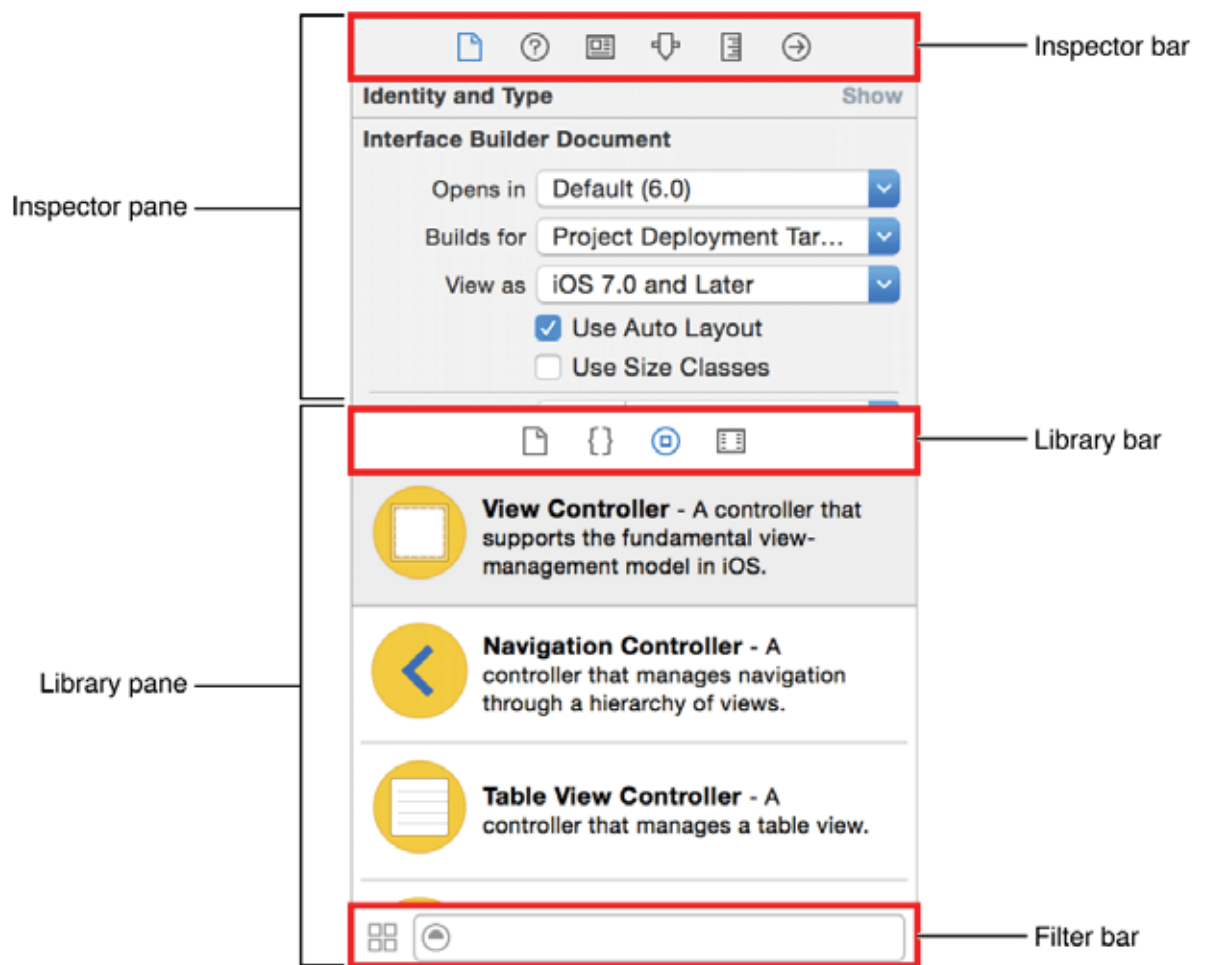 Inspector bar
Identity and Type Show
Interface Builder Document
Opens in Default (6.0)
Inspector pane
Builds for Project Deployment Tar...
View as iOS 7.0 and Later
Use Auto Layout
Use Size Classes
Library bar
{}
View Controller - A controller that
supports the fundamental view-
management model in iOS.
Navigation Controller - A
controller that manages navigation
through a hierarchy of views.
Library pane
Table View Controller - A
controller that manages a table view.
Filter bar